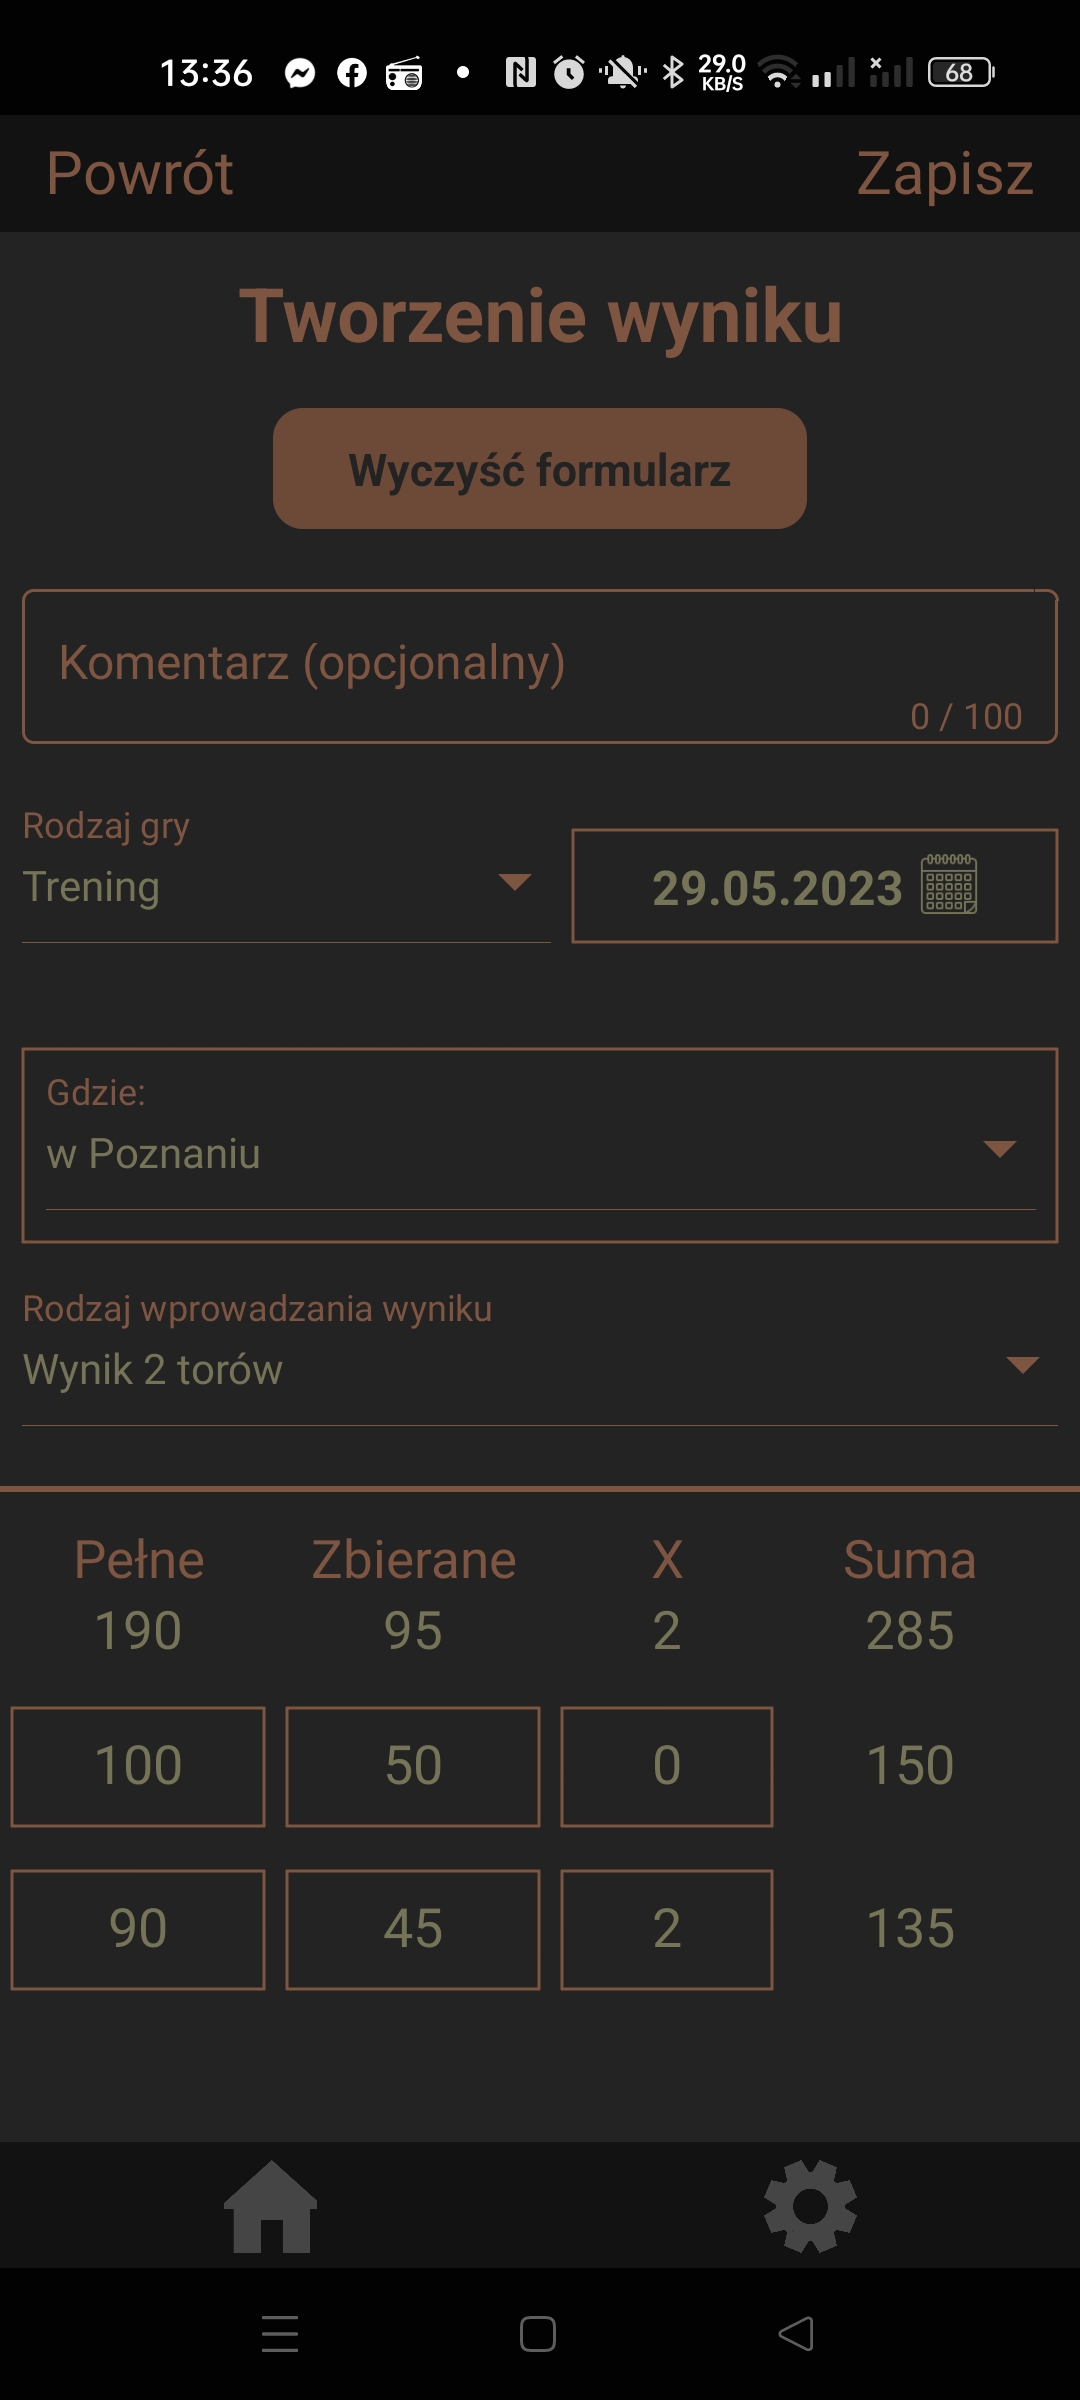 13:36 29.0 KB/S 68
Powrót Zapisz
Tworzenie wyniku
Wyczyść formularz
Komentarz (opcjonalny)
0 / 100
Rodzaj gry
Trening
29.05.2023
Gdzie:
w Poznaniu
Rodzaj wprowadzania wyniku
Wynik 2 torów
Pełne Zbierane X Suma
190 95 2 285
100 50 0 150
90 45 2 135